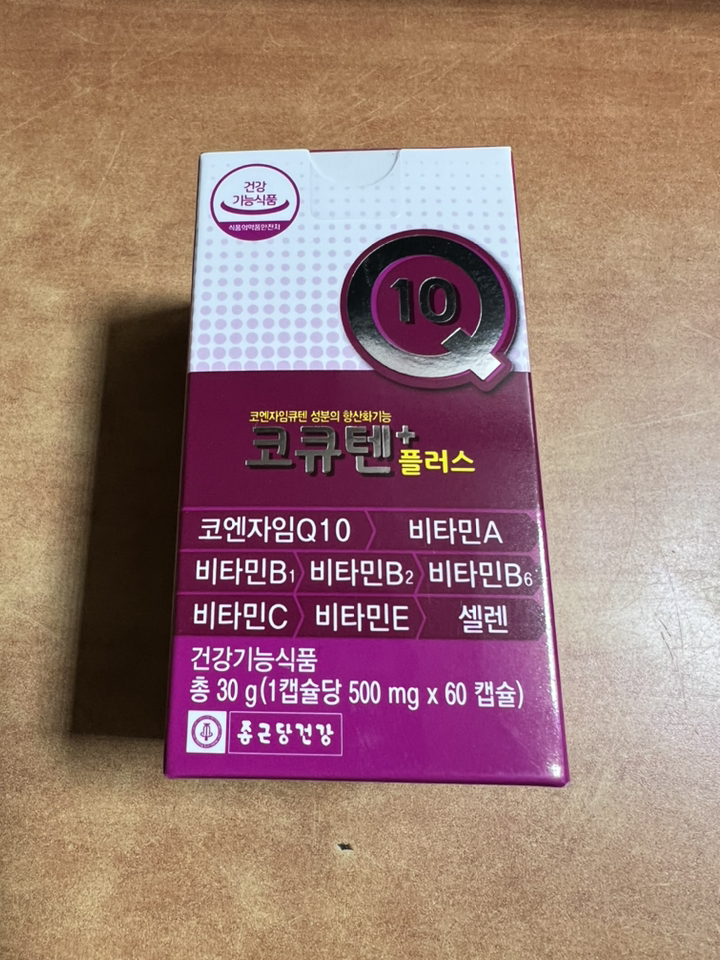 건강
기능식품
식품의약품안전처
10
코엔자임큐텐 성분의 항산화기능
코큐텐+
플러스
코엔자임Q10 비타민A
비타민B1 비타민B2 비타민B6
비타민C 비타민E 셀렌
건강기능식품
총 30 g(1캡슐당 500 mg x 60 캡슐)
종근당건강